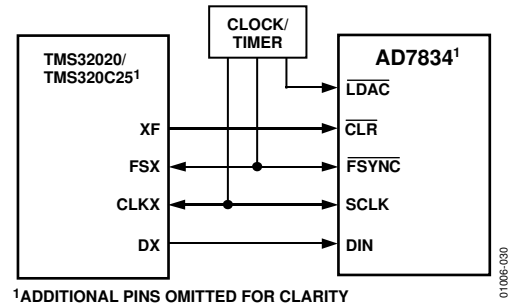 CLOCK/
TIMER
TMS32020/
TMS320C25¹
XF
FSX
CLKX
DX
AD7834¹
LDAC
CLR
FSYNC
SCLK
DIN
¹ADDITIONAL PINS OMITTED FOR CLARITY
01006-030